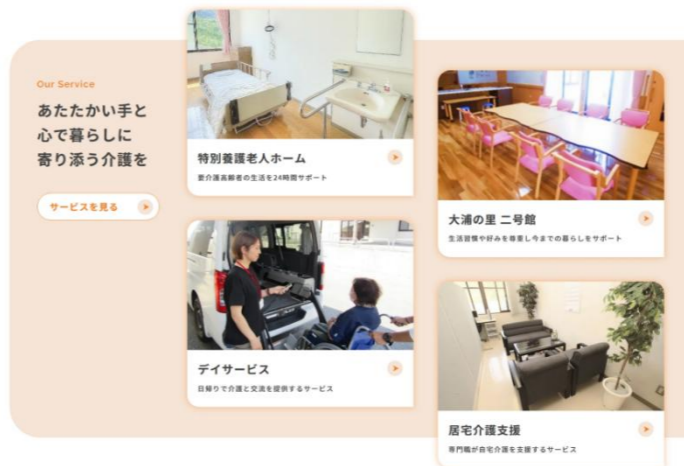 Our Service
あたたかい手と
心で暮らしに
寄り添う介護を
サービスを見る
特別養護老人ホーム
要介護高齢者の生活を24時間サポート
大浦の里 二号館
生活習慣や好みを尊重し今までの暮らしをサポート
デイサービス
日帰りで介護と交流を提供するサービス
居宅介護支援
専門職が自宅介護を支援するサービス